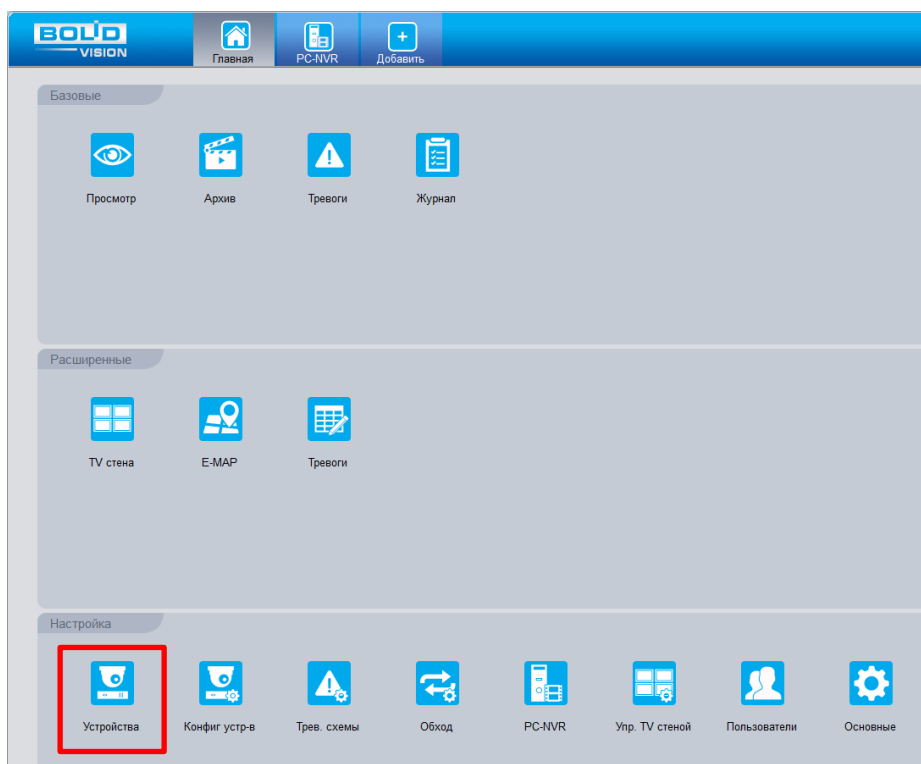 BOLID
VISION
Главная
PC-NVR
Добавить
Базовые
Просмотр
Архив
Тревоги
Журнал
Расширенные
TV стена
E-MAP
Тревоги
Настройка
Устройства
Конфиг устр-в
Трев. схемы
Обход
PC-NVR
Упр. TV стеной
Пользователи
Основные